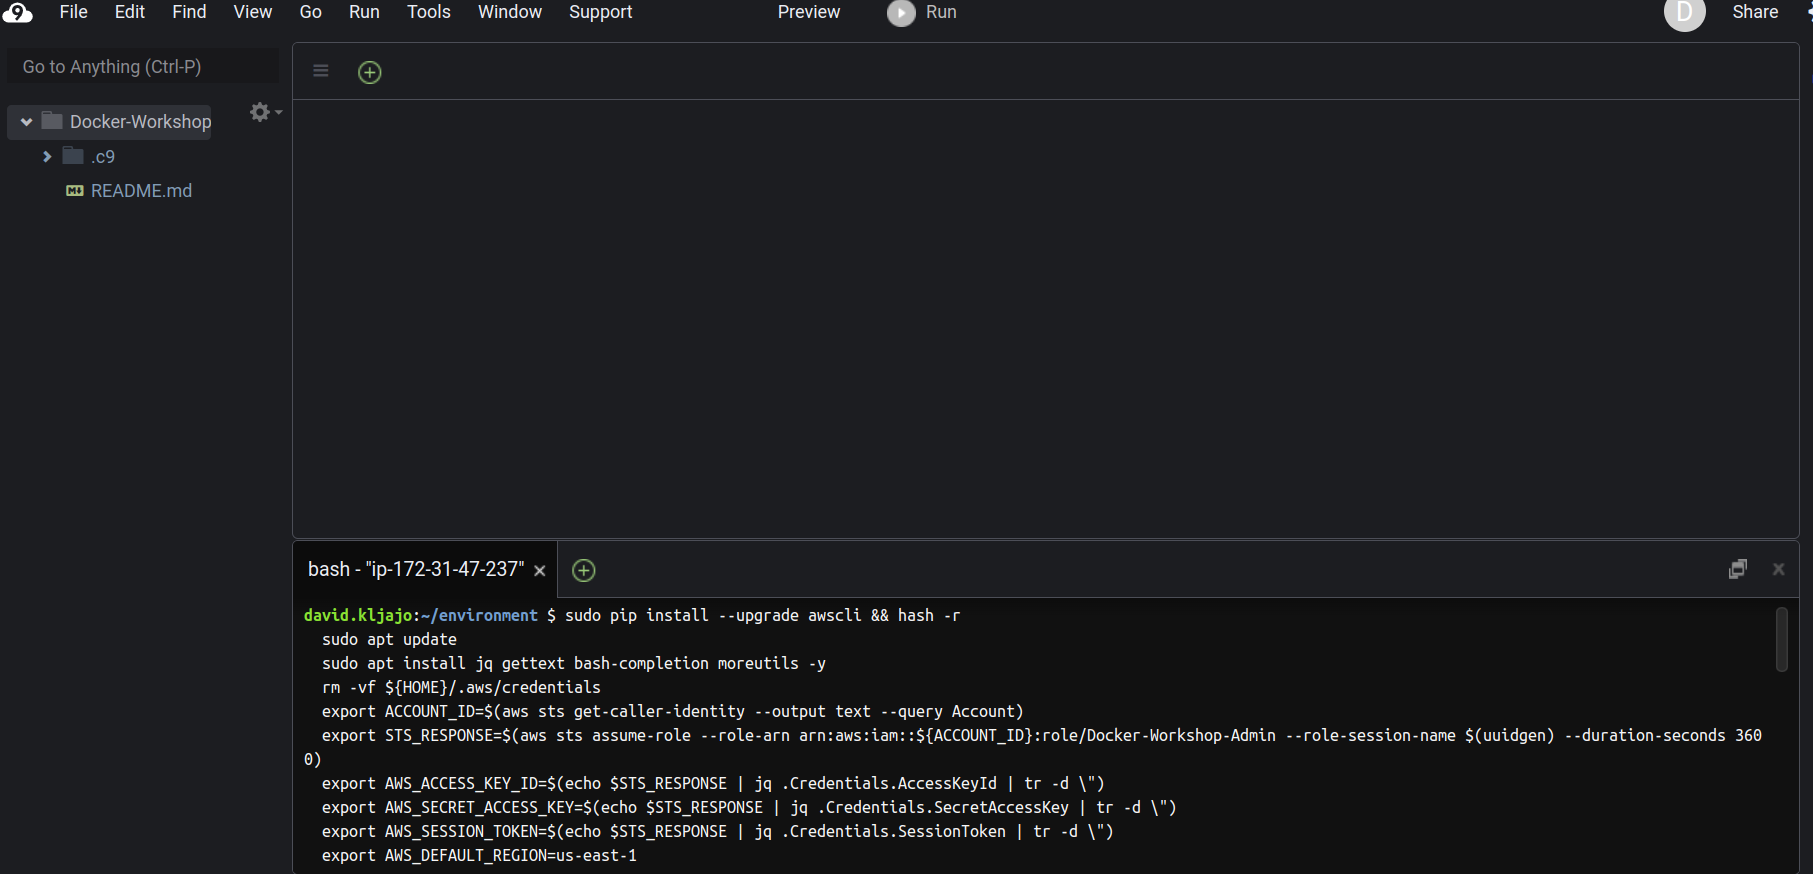 9 File Edit Find View Go Run Tools Window Support Preview Run D Share
Go to Anything (Ctrl-P)
Docker-Workshop
.c9
README.md
bash - "ip-172-31-47-237"
david.kljajo:~/environment $ sudo pip install --upgrade awscli && hash -r
sudo apt update
sudo apt install jq gettext bash-completion moreutils -y
rm -vf ${HOME}/.aws/credentials
export ACCOUNT_ID=$(aws sts get-caller-identity --output text --query Account)
export STS_RESPONSE=$(aws sts assume-role --role-arn arn:aws:iam::${ACCOUNT_ID}:role/Docker-Workshop-Admin --role-session-name $(uuidgen) --duration-seconds 360
0)
export AWS_ACCESS_KEY_ID=$(echo $STS_RESPONSE | jq .Credentials.AccessKeyId | tr -d \")
export AWS_SECRET_ACCESS_KEY=$(echo $STS_RESPONSE | jq .Credentials.SecretAccessKey | tr -d \")
export AWS_SESSION_TOKEN=$(echo $STS_RESPONSE | jq .Credentials.SessionToken | tr -d \")
export AWS_DEFAULT_REGION=us-east-1